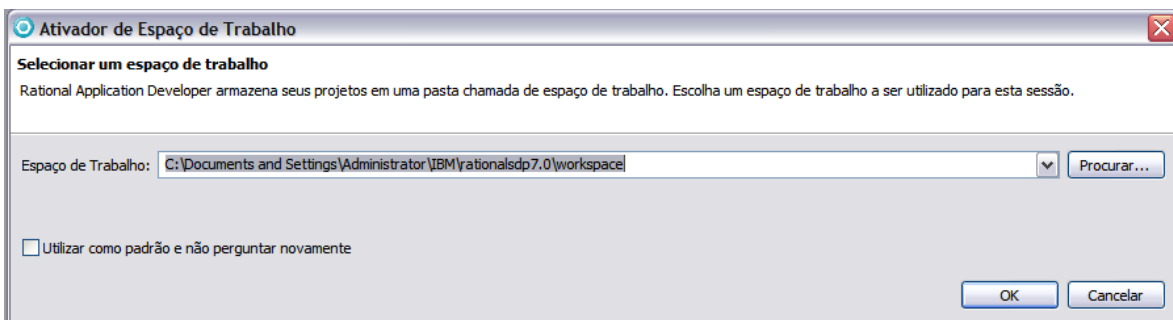 Ativador de Espaço de Trabalho
Selecionar um espaço de trabalho
Rational Application Developer armazena seus projetos em uma pasta chamada de espaço de trabalho. Escolha um espaço de trabalho a ser utilizado para esta sessão.
Espaço de Trabalho: C:\Documents and Settings\Administrator\IBM\rationalsdp7.0\workspace Procurar...
Utilizar como padrão e não perguntar novamente
OK Cancelar